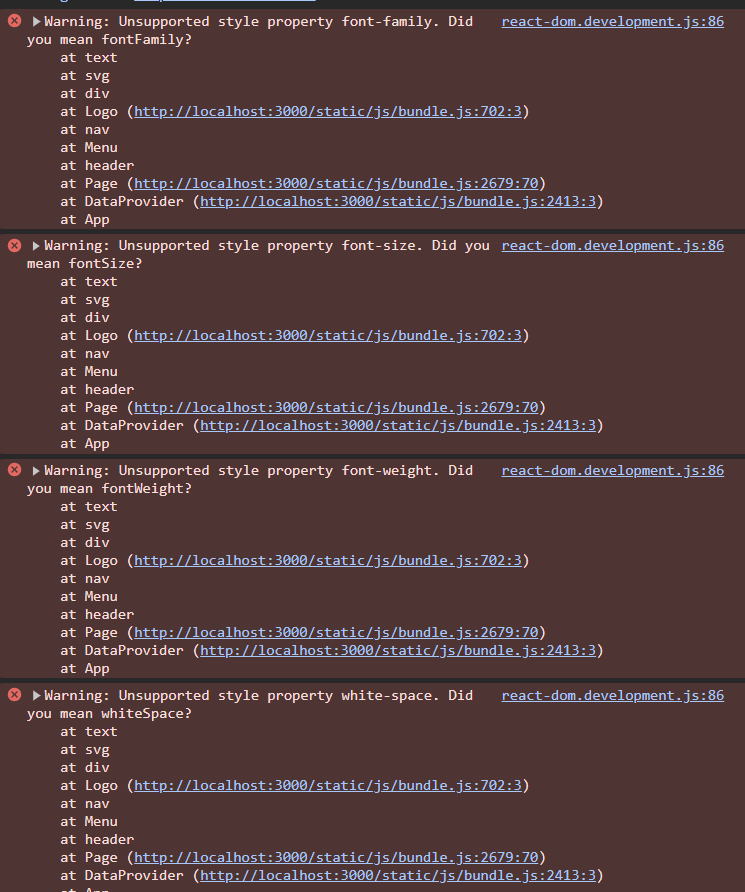 Warning: Unsupported style property font-family. Did react-dom.development.js:86
you mean fontFamily?
at text
at svg
at div
at Logo (http://localhost:3000/static/js/bundle.js:702:3)
at nav
at Menu
at header
at Page (http://localhost:3000/static/js/bundle.js:2679:70)
at DataProvider (http://localhost:3000/static/js/bundle.js:2413:3)
at App
Warning: Unsupported style property font-size. Did you react-dom.development.js:86
mean fontSize?
at text
at svg
at div
at Logo (http://localhost:3000/static/js/bundle.js:702:3)
at nav
at Menu
at header
at Page (http://localhost:3000/static/js/bundle.js:2679:70)
at DataProvider (http://localhost:3000/static/js/bundle.js:2413:3)
at App
Warning: Unsupported style property font-weight. Did react-dom.development.js:86
you mean fontWeight?
at text
at svg
at div
at Logo (http://localhost:3000/static/js/bundle.js:702:3)
at nav
at Menu
at header
at Page (http://localhost:3000/static/js/bundle.js:2679:70)
at DataProvider (http://localhost:3000/static/js/bundle.js:2413:3)
at App
Warning: Unsupported style property white-space. Did react-dom.development.js:86
you mean whiteSpace?
at text
at svg
at div
at Logo (http://localhost:3000/static/js/bundle.js:702:3)
at nav
at Menu
at header
at Page (http://localhost:3000/static/js/bundle.js:2679:70)
at DataProvider (http://localhost:3000/static/js/bundle.js:2413:3)